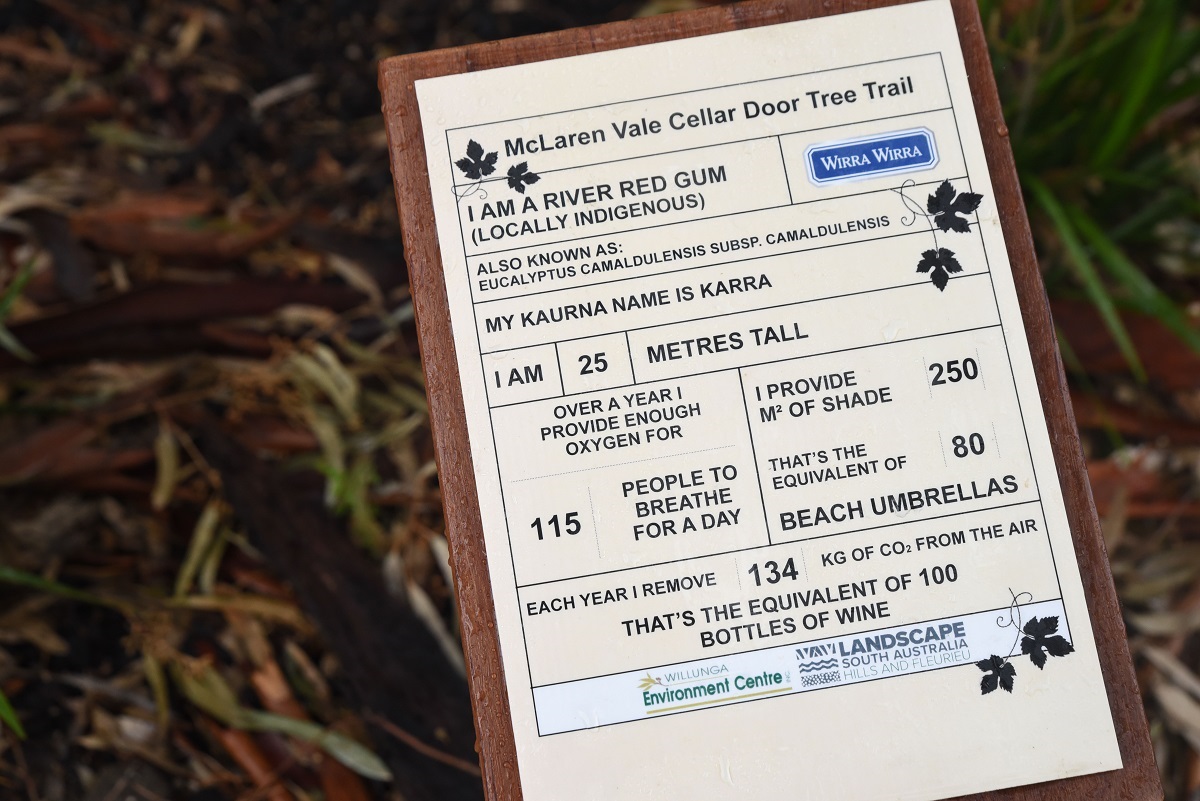 McLaren Vale Cellar Door Tree Trail
I AM A RIVER RED GUM
(LOCALLY INDIGENOUS)
WIRRA WIRRA
ALSO KNOWN AS:
EUCALYPTUS CAMALDULENSIS SUBSP. CAMALDULENSIS
MY KAURNA NAME IS KARRA
I AM 25 METRES TALL
OVER A YEAR I
PROVIDE ENOUGH
OXYGEN FOR
115
PEOPLE TO
BREATHE
FOR A DAY
I PROVIDE 250
M² OF SHADE
THAT'S THE 80
EQUIVALENT OF
BEACH UMBRELLAS
EACH YEAR I REMOVE 134 KG OF CO₂ FROM THE AIR
THAT'S THE EQUIVALENT OF 100
BOTTLES OF WINE
WILLUNGA
Environment Centre INC
LANDSCAPE
SOUTH AUSTRALIA
HILLS AND FLEURIEU